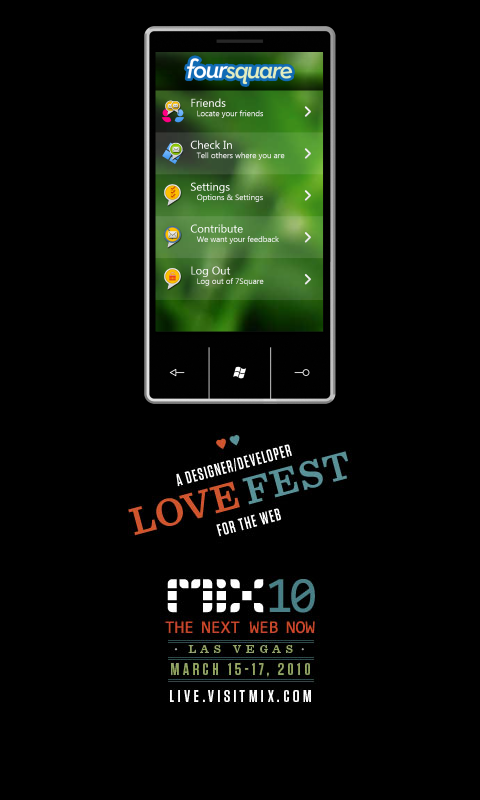 foursquare
Friends
Locate your friends
Check In
Tell others where you are
Settings
Options & Settings
Contribute
We want your feedback
Log Out
Log out of 7Square
A DESIGNER/DEVELOPER
LOVE FEST
FOR THE WEB
MIX10
THE NEXT WEB NOW
· LAS VEGAS ·
MARCH 15-17, 2010
LIVE.VISITMIX.COM